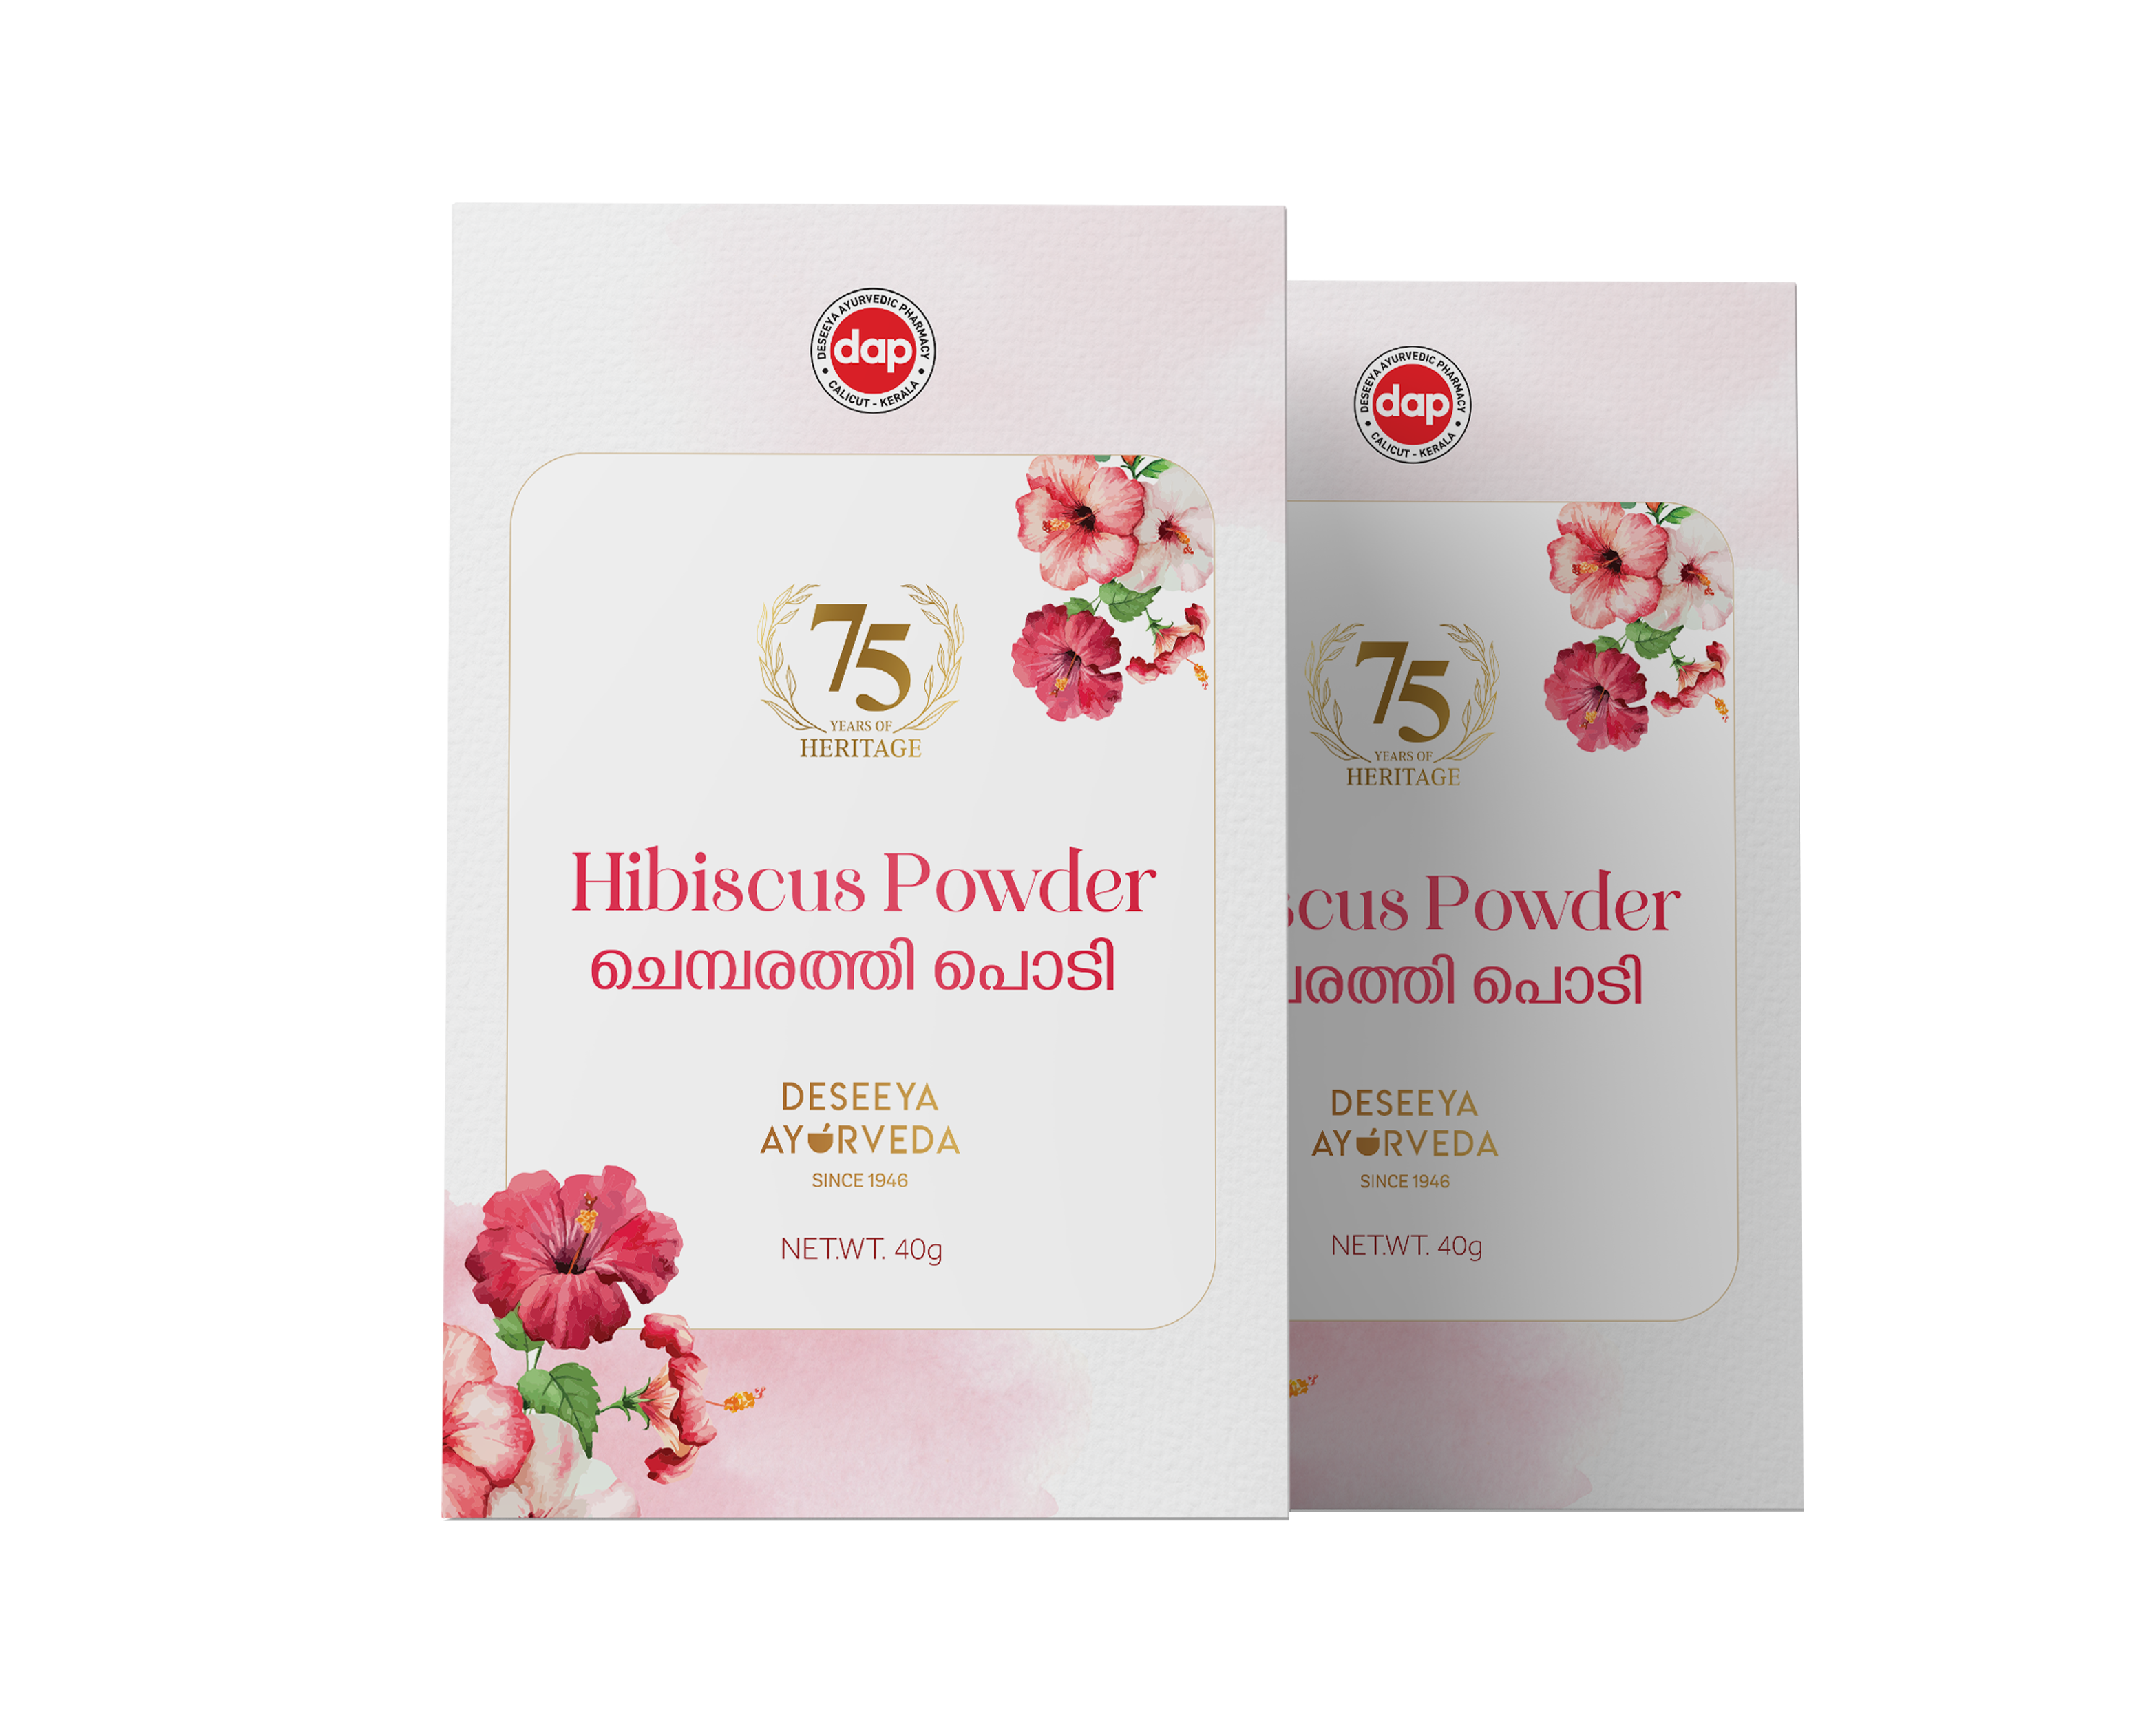 DESEEYA AYURVEDIC PHARMACY
dap
CALICUT - KERALA
75
YEARS OF
HERITAGE
Hibiscus Powder
ചെമ്പരത്തി പൊടി
DESEEYA
AYURVEDA
SINCE 1946
NET.WT. 40g
DESEEYA AYURVEDIC PHARMACY
dap
CALICUT - KERALA
75
YEARS OF
HERITAGE
scus Powder
രത്തി പൊടി
DESEEYA
AYURVEDA
SINCE 1946
NET.WT. 40g